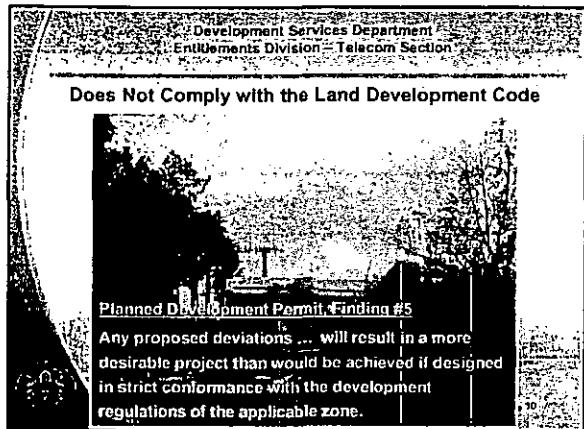 Development Services Department
Entitlements Division – Telecom Section
Does Not Comply with the Land Development Code
Planned Development Permit, Finding #5
Any proposed deviations ... will result in a more
desirable project than would be achieved if designed
in strict conformance with the development
regulations of the applicable zone.
10